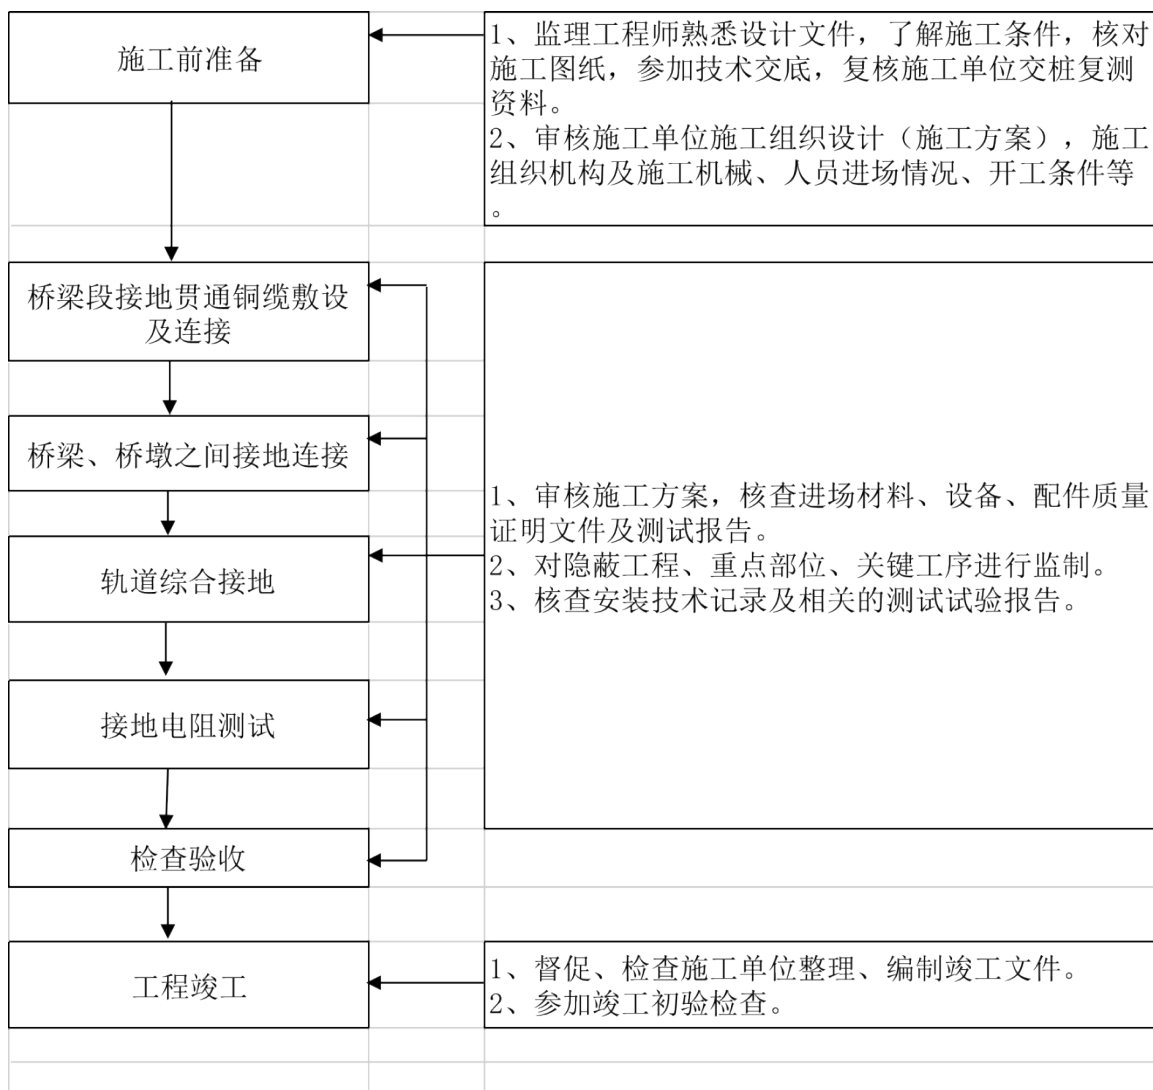 施工前准备
1、监理工程师熟悉设计文件，了解施工条件，核对
施工图纸，参加技术交底，复核施工单位交桩复测
资料。
2、审核施工单位施工组织设计（施工方案），施工
组织机构及施工机械、人员进场情况、开工条件等
。
桥梁段接地贯通铜缆敷设
及连接
桥梁、桥墩之间接地连接
轨道综合接地
接地电阻测试
检查验收
1、审核施工方案，核查进场材料、设备、配件质量
证明文件及测试报告。
2、对隐蔽工程、重点部位、关键工序进行监制。
3、核查安装技术记录及相关的测试试验报告。
工程竣工
1、督促、检查施工单位整理、编制竣工文件。
2、参加竣工初验检查。